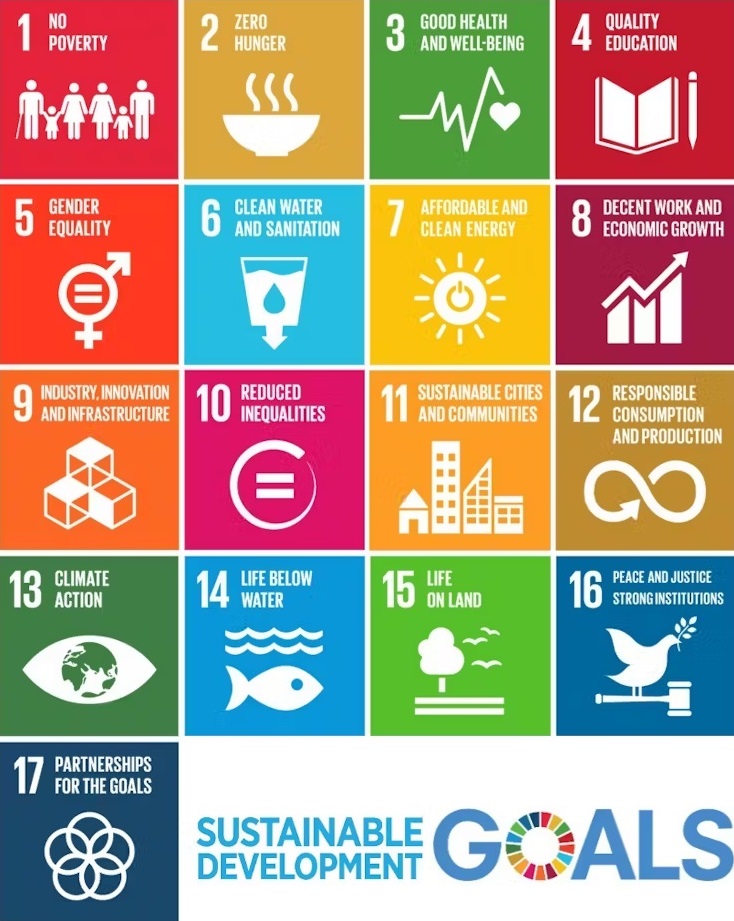 1 NO
POVERTY
2 ZERO
HUNGER
3 GOOD HEALTH
AND WELL-BEING
4 QUALITY
EDUCATION
5 GENDER
EQUALITY
6 CLEAN WATER
AND SANITATION
7 AFFORDABLE AND
CLEAN ENERGY
8 DECENT WORK AND
ECONOMIC GROWTH
9 INDUSTRY, INNOVATION
AND INFRASTRUCTURE
10 REDUCED
INEQUALITIES
11 SUSTAINABLE CITIES
AND COMMUNITIES
12 RESPONSIBLE
CONSUMPTION
AND PRODUCTION
13 CLIMATE
ACTION
14 LIFE BELOW
WATER
15 LIFE
ON LAND
16 PEACE AND JUSTICE
STRONG INSTITUTIONS
17 PARTNERSHIPS
FOR THE GOALS
SUSTAINABLE
DEVELOPMENT
GOALS